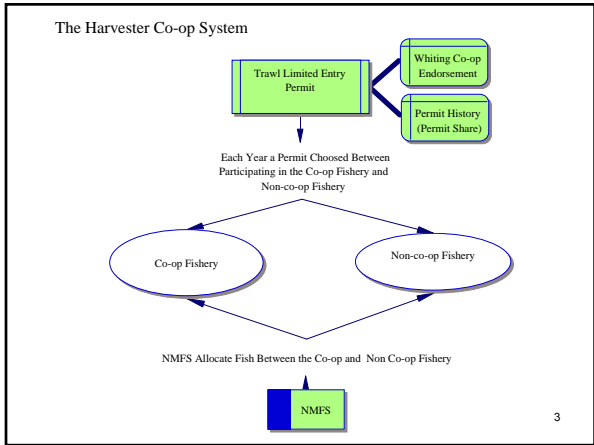 The Harvester Co-op System
Trawl Limited Entry
Permit
Whiting Co-op
Endorsement
Permit History
(Permit Share)
Each Year a Permit Choosed Between
Participating in the Co-op Fishery and
Non-co-op Fishery
Co-op Fishery
Non-co-op Fishery
NMFS Allocate Fish Between the Co-op and Non Co-op Fishery
NMFS
3